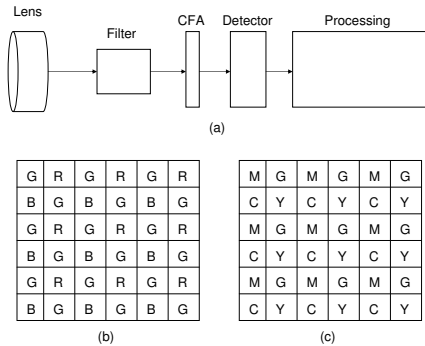 Lens
Filter
CFA
Detector
Processing
(a)
G R G R G R
B G B G B G
G R G R G R
B G B G B G
G R G R G R
B G B G B G
(b)
M G M G M G
C Y C Y C Y
M G M G M G
C Y C Y C Y
M G M G M G
C Y C Y C Y
(c)